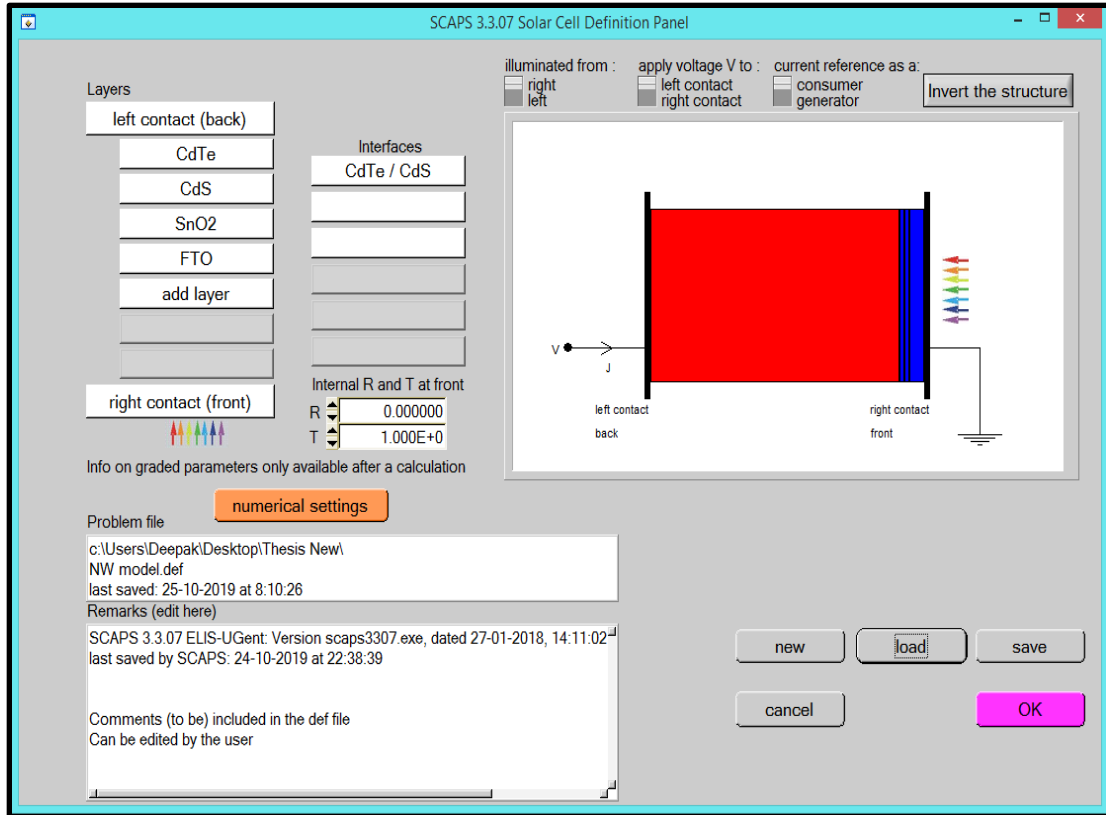 SCAPS 3.3.07 Solar Cell Definition Panel
Layers
left contact (back)
CdTe
CdS
SnO2
FTO
add layer
right contact (front)
Interfaces
CdTe / CdS
Internal R and T at front
R 0.000000
T 1.000E+0
Info on graded parameters only available after a calculation
numerical settings
illuminated from :
right
left
apply voltage V to :
left contact
right contact
current reference as a:
consumer
generator
Invert the structure
V
J
left contact
back
right contact
front
Problem file
c:\Users\Deepak\Desktop\Thesis New\
NW model.def
last saved: 25-10-2019 at 8:10:26
Remarks (edit here)
SCAPS 3.3.07 ELIS-UGent: Version scaps3307.exe, dated 27-01-2018, 14:11:02
last saved by SCAPS: 24-10-2019 at 22:38:39
Comments (to be) included in the def file
Can be edited by the user
new
load
save
cancel
OK